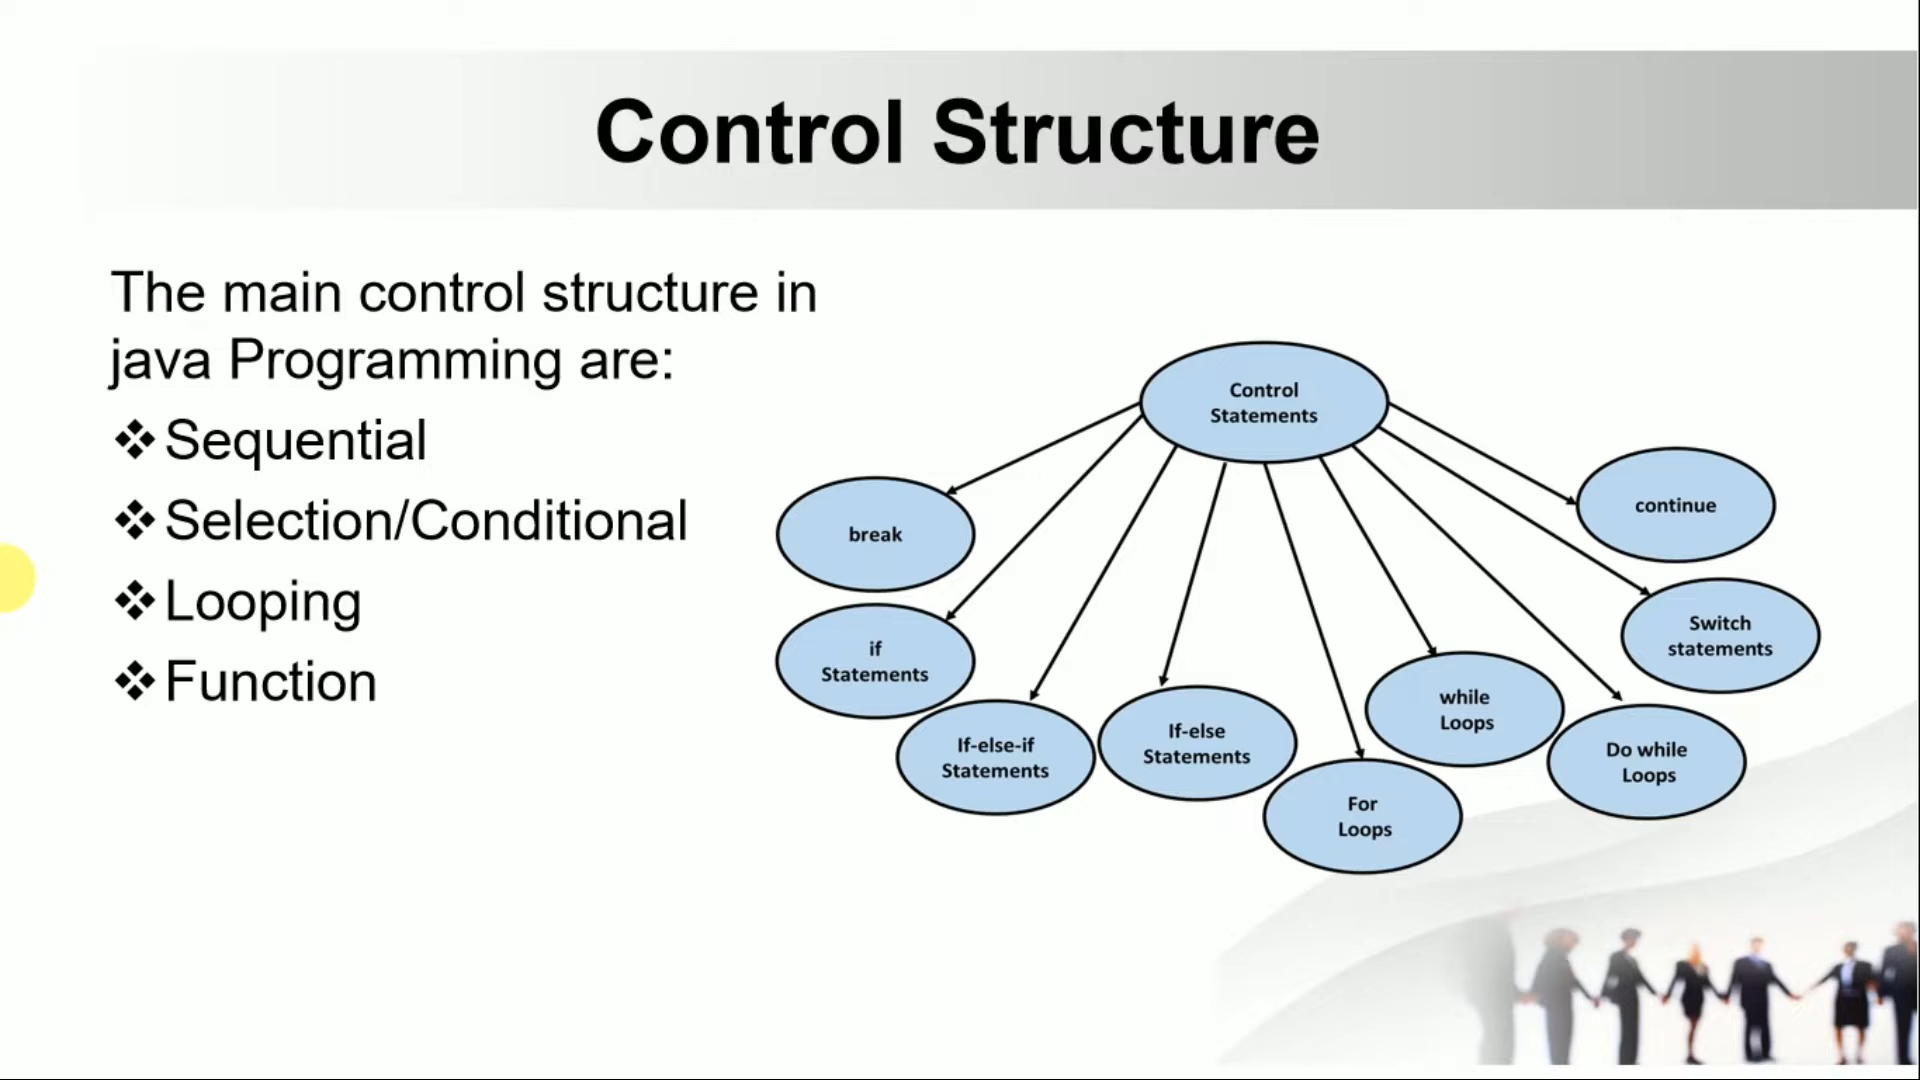 Control Structure
The main control structure in
java Programming are:
❖ Sequential
❖ Selection/Conditional
❖ Looping
❖ Function
Control
Statements
break
if
Statements
If-else-if
Statements
If-else
Statements
For
Loops
while
Loops
Do while
Loops
Switch
statements
continue